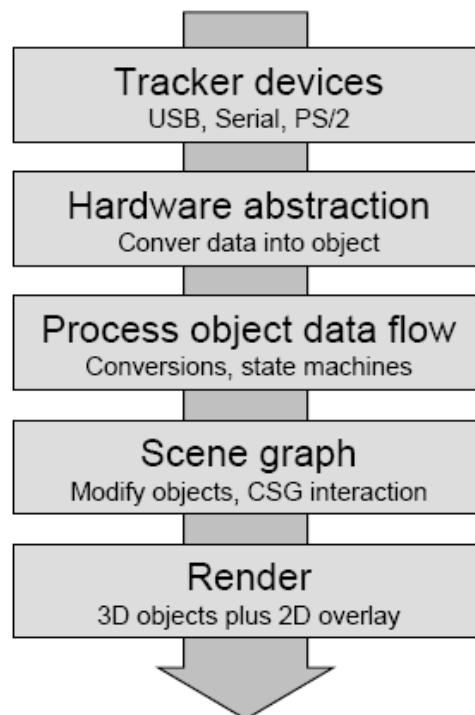 Tracker devices
USB, Serial, PS/2
Hardware abstraction
Conver data into object
Process object data flow
Conversions, state machines
Scene graph
Modify objects, CSG interaction
Render
3D objects plus 2D overlay